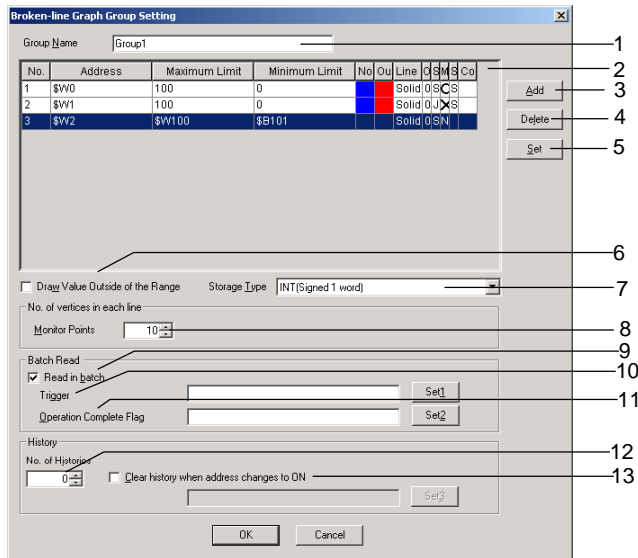 Broken-line Graph Group Setting
Group Name Group1 1
2
No. Address Maximum Limit Minimum Limit No Ou Line O S M S Co
1 $W0 100 0 Solid 0 S S
Add 3
2 $W1 100 0 Solid 0 J S
3 $W2 $W100 $B101 Solid 0 S N
Delete 4
Set 5
6
Draw Value Outside of the Range Storage Type INT(Signed 1 word) 7
No. of vertices in each line
Monitor Points 10 8
Batch Read 9
Read in batch 10
Trigger Set1
11
Operation Complete Flag Set2
History
No. of Histories 12
0 Clear history when address changes to ON 13
Set3
OK Cancel